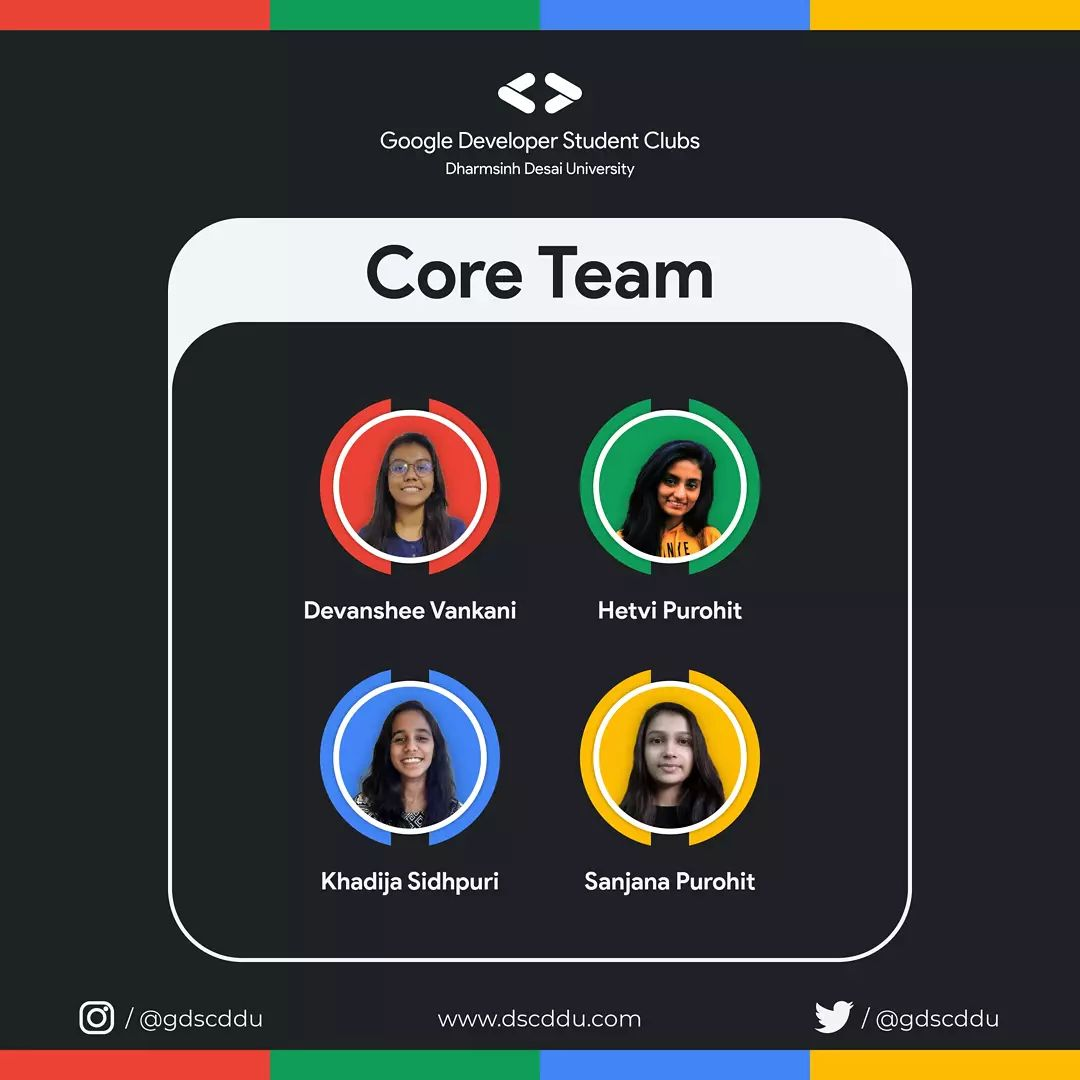 Google Developer Student Clubs
Dharmsinh Desai University
Core Team
Devanshee Vankani
Hetvi Purohit
Khadija Sidhpuri
Sanjana Purohit
/ @gdscddu
www.dscddu.com
/ @gdscddu